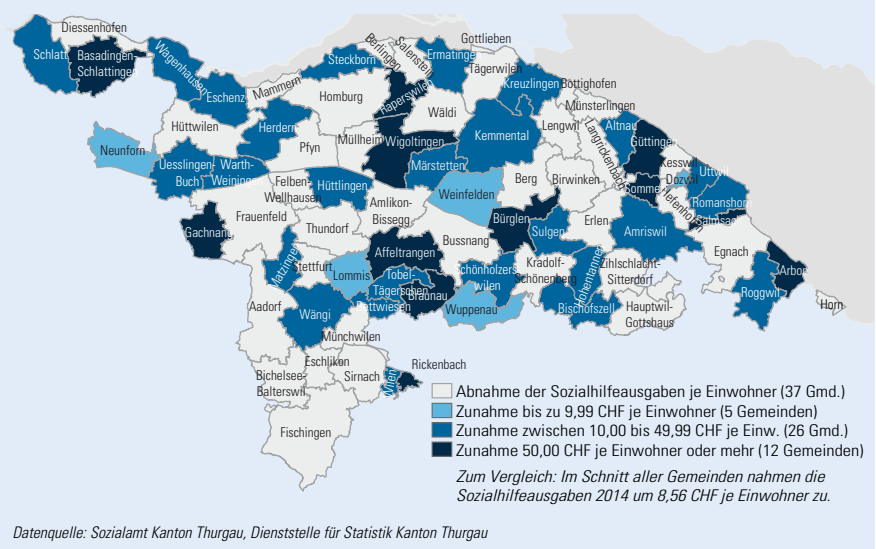 Diessenhofen
Gottlieben
Schlatt
Basadingen-
Schlattingen
Wagenhausen
Steckborn
Berlingen
Salenstein
Ermatingen
Tägerwilen
Kreuzlingen
Bottighofen
Eschenz
Mammern
Homburg
Raperswilen
Wäldi
Münsterlingen
Hüttwilen
Herdern
Pfyn
Müllheim
Wigoltingen
Kemmental
Lengwil
Langrickenbach
Altnau
Güttingen
Kesswil
Neunforn
Uesslingen-
Buch
Warth-
Weiningen
Felben-
Wellhausen
Hüttlingen
Märstetten
Weinfelden
Berg
Birwinken
Sommeri
Dozwil
Uttwil
Romanshorn
Hefenhofen
Salmsach
Gachnang
Frauenfeld
Thundorf
Amlikon-
Bissegg
Bussnang
Bürglen
Sulgen
Erlen
Amriswil
Egnach
Matzingen
Stettfurt
Lommis
Affeltrangen
Tobel-
Tägerschen
Braunau
Schönholzers-
wilen
Kradolf-
Schönenberg
Hohentannen
Zihlschlacht-
Sitterdorf
Arbon
Roggwil
Horn
Aadorf
Wängi
Bettwiesen
Wuppenau
Bischofszell
Hauptwil-
Gottshaus
Münchwilen
Eschlikon
Sirnach
Wilen
Rickenbach
Bichelsee-
Balterswil
Fischingen
Abnahme der Sozialhilfeausgaben je Einwohner (37 Gmd.)
Zunahme bis zu 9,99 CHF je Einwohner (5 Gemeinden)
Zunahme zwischen 10,00 bis 49,99 CHF je Einw. (26 Gmd.)
Zunahme 50,00 CHF je Einwohner oder mehr (12 Gemeinden)
Zum Vergleich: Im Schnitt aller Gemeinden nahmen die
Sozialhilfeausgaben 2014 um 8,56 CHF je Einwohner zu.
Datenquelle: Sozialamt Kanton Thurgau, Dienststelle für Statistik Kanton Thurgau